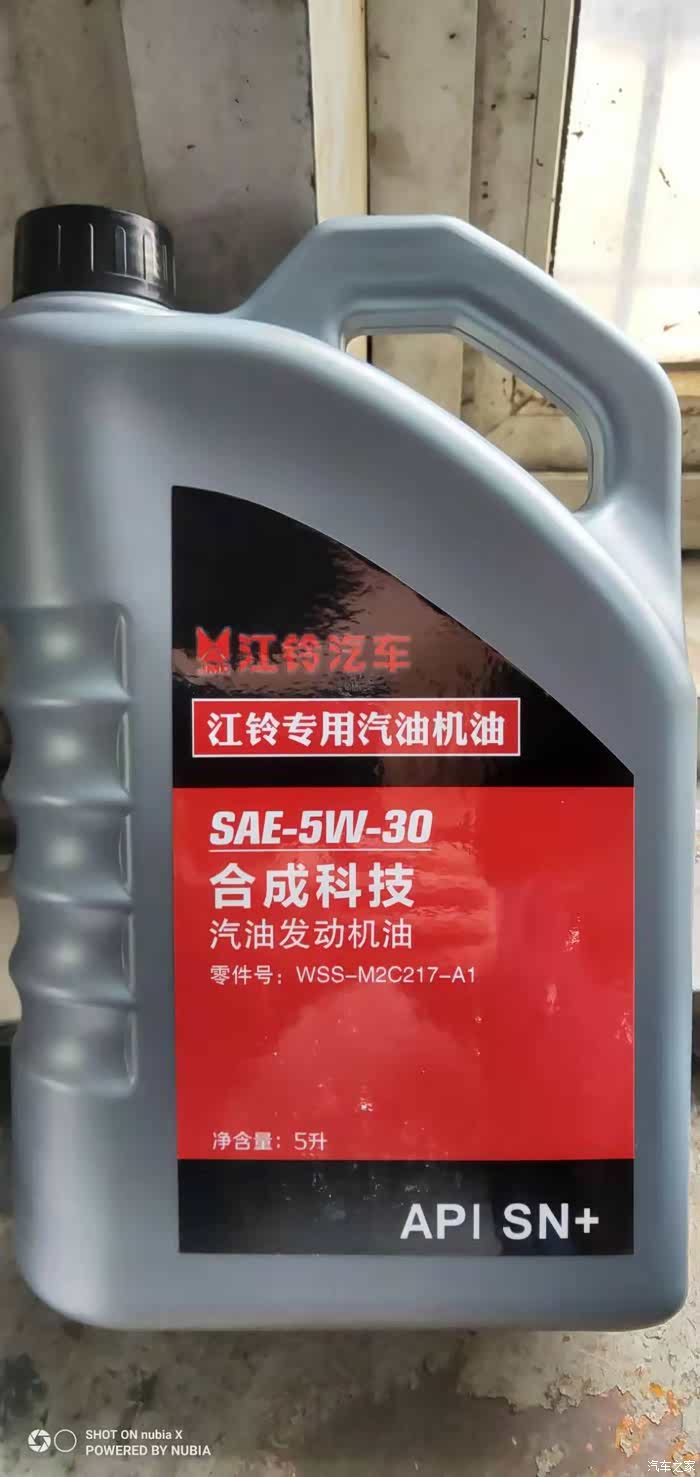 JMC
江铃汽车
江铃专用汽油机油
SAE-5W-30
合成科技
汽油发动机油
零件号：WSS-M2C217-A1
净含量：5升
API SN+
SHOT ON nubia X
POWERED BY NUBIA
汽车之家